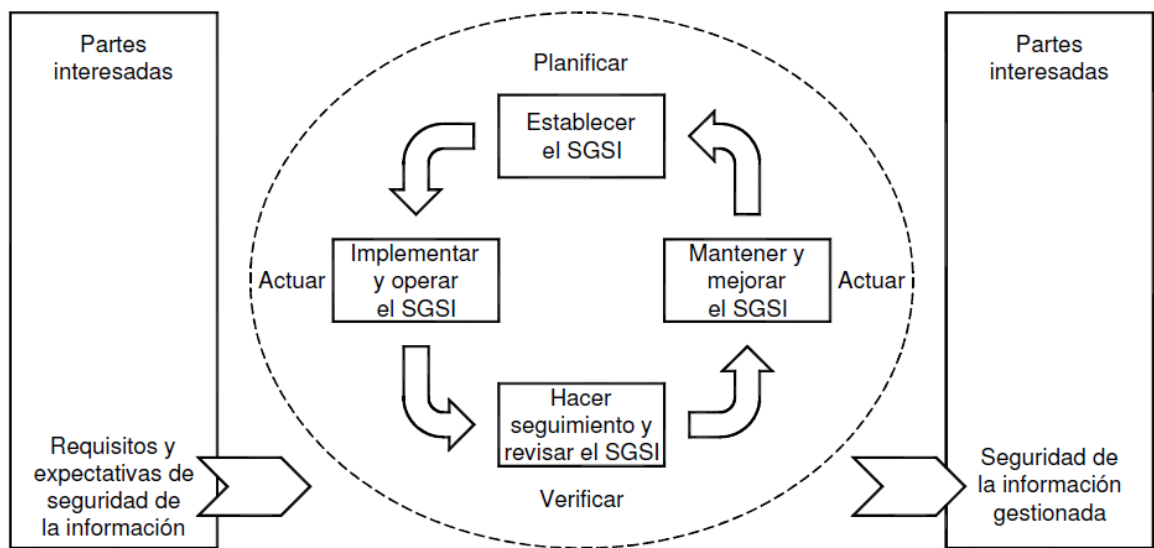 Partes
interesadas
Requisitos y
expectativas de
seguridad de
la información
Planificar
Establecer
el SGSI
Actuar
Implementar
y operar
el SGSI
Mantener y
mejorar
el SGSI
Actuar
Hacer
seguimiento y
revisar el SGSI
Verificar
Partes
interesadas
Seguridad de
la información
gestionada